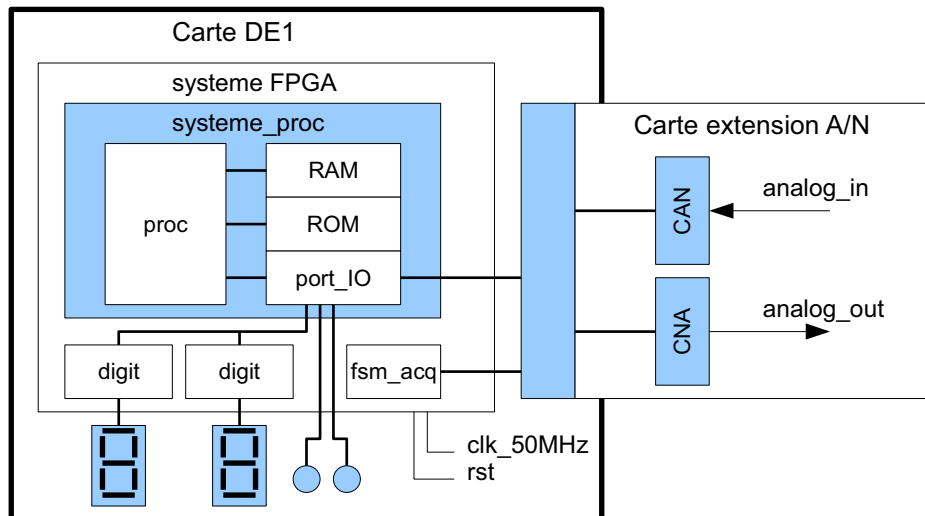 Carte DE1
systeme FPGA
systeme_proc
proc
RAM
ROM
port_IO
digit
digit
fsm_acq
clk_50MHz
rst
Carte extension A/N
CAN
analog_in
CNA
analog_out